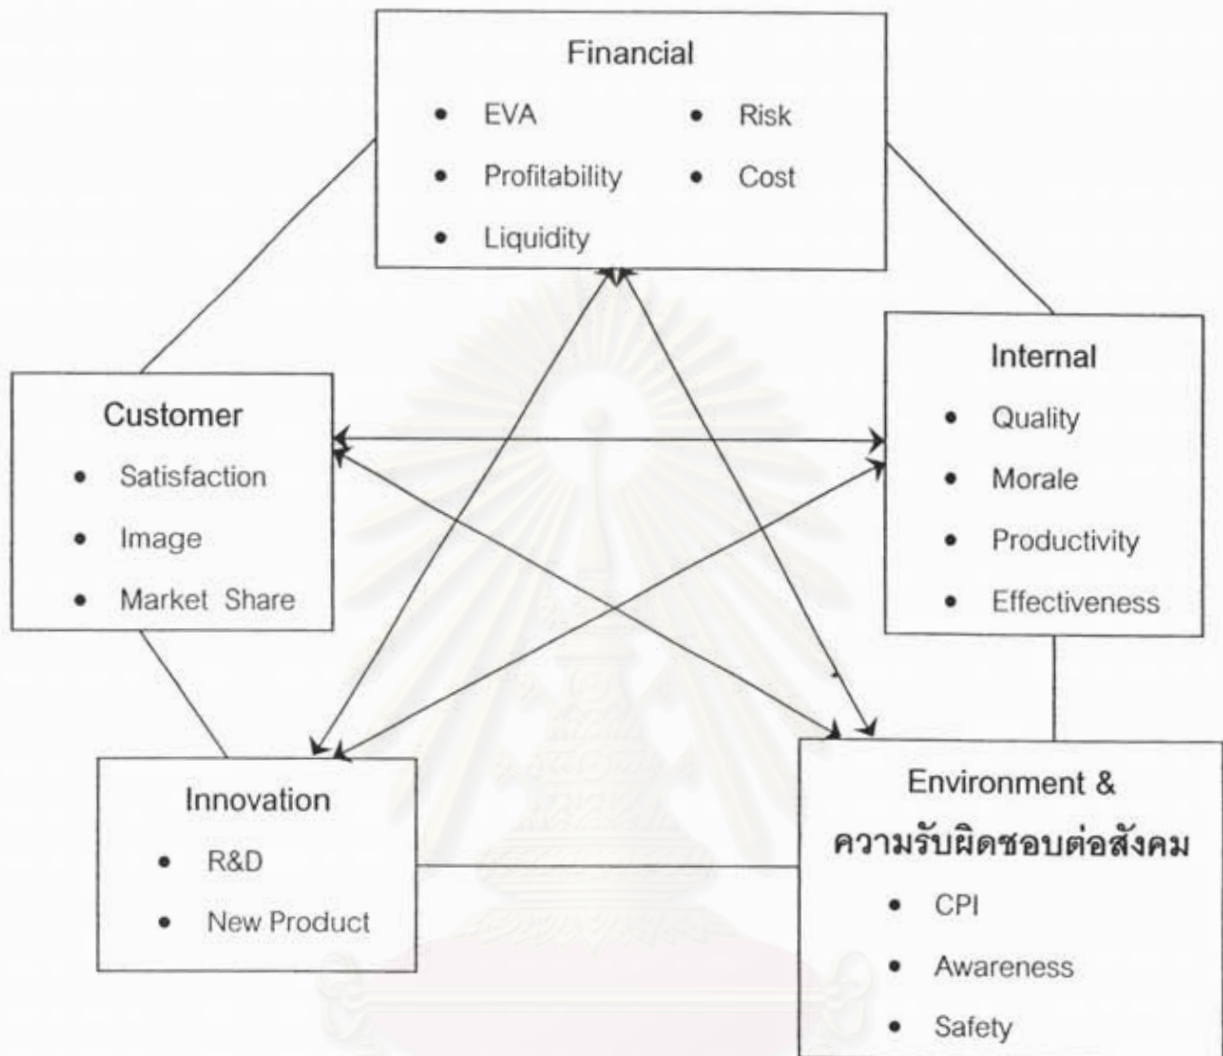 Financial
• EVA
• Risk
• Profitability
• Cost
• Liquidity
Customer
• Satisfaction
• Image
• Market Share
Internal
• Quality
• Morale
• Productivity
• Effectiveness
Innovation
• R&D
• New Product
Environment &
ความรับผิดชอบต่อสังคม
• CPI
• Awareness
• Safety